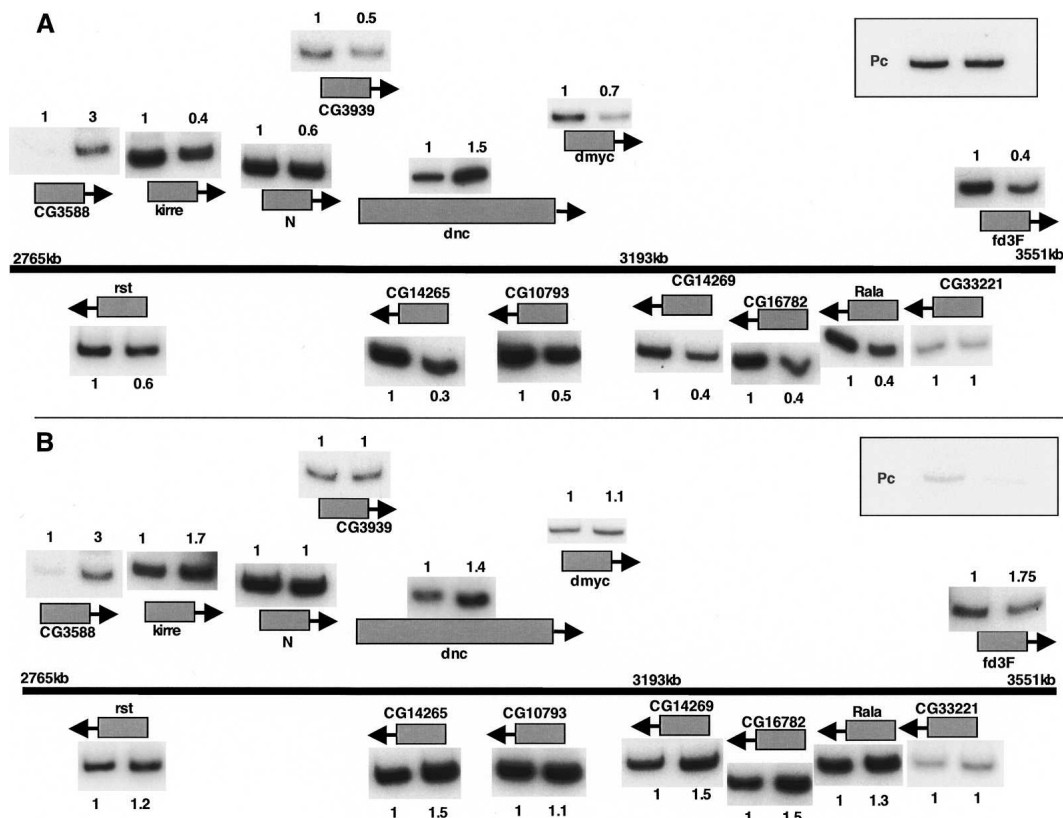 A
1 0.5
CG3939
Pc
1 3
CG3588
1 0.4
kirre
1 0.6
N
1 1.5
dnc
1 0.7
dmyc
1 0.4
fd3F
2765kb 3193kb 3551kb
rst
1 0.6
CG14265
1 0.3
CG10793
1 0.5
CG14269
1 0.4
CG16782
1 0.4
Rala
1 0.4
CG33221
1 1
B
1 1
CG3939
Pc
1 3
CG3588
1 1.7
kirre
1 1
N
1 1.4
dnc
1 1.1
dmyc
1 1.75
fd3F
2765kb 3193kb 3551kb
rst
1 1.2
CG14265
1 1.5
CG10793
1 1.1
CG14269
1 1.5
CG16782
1 1.5
Rala
1 1.3
CG33221
1 1